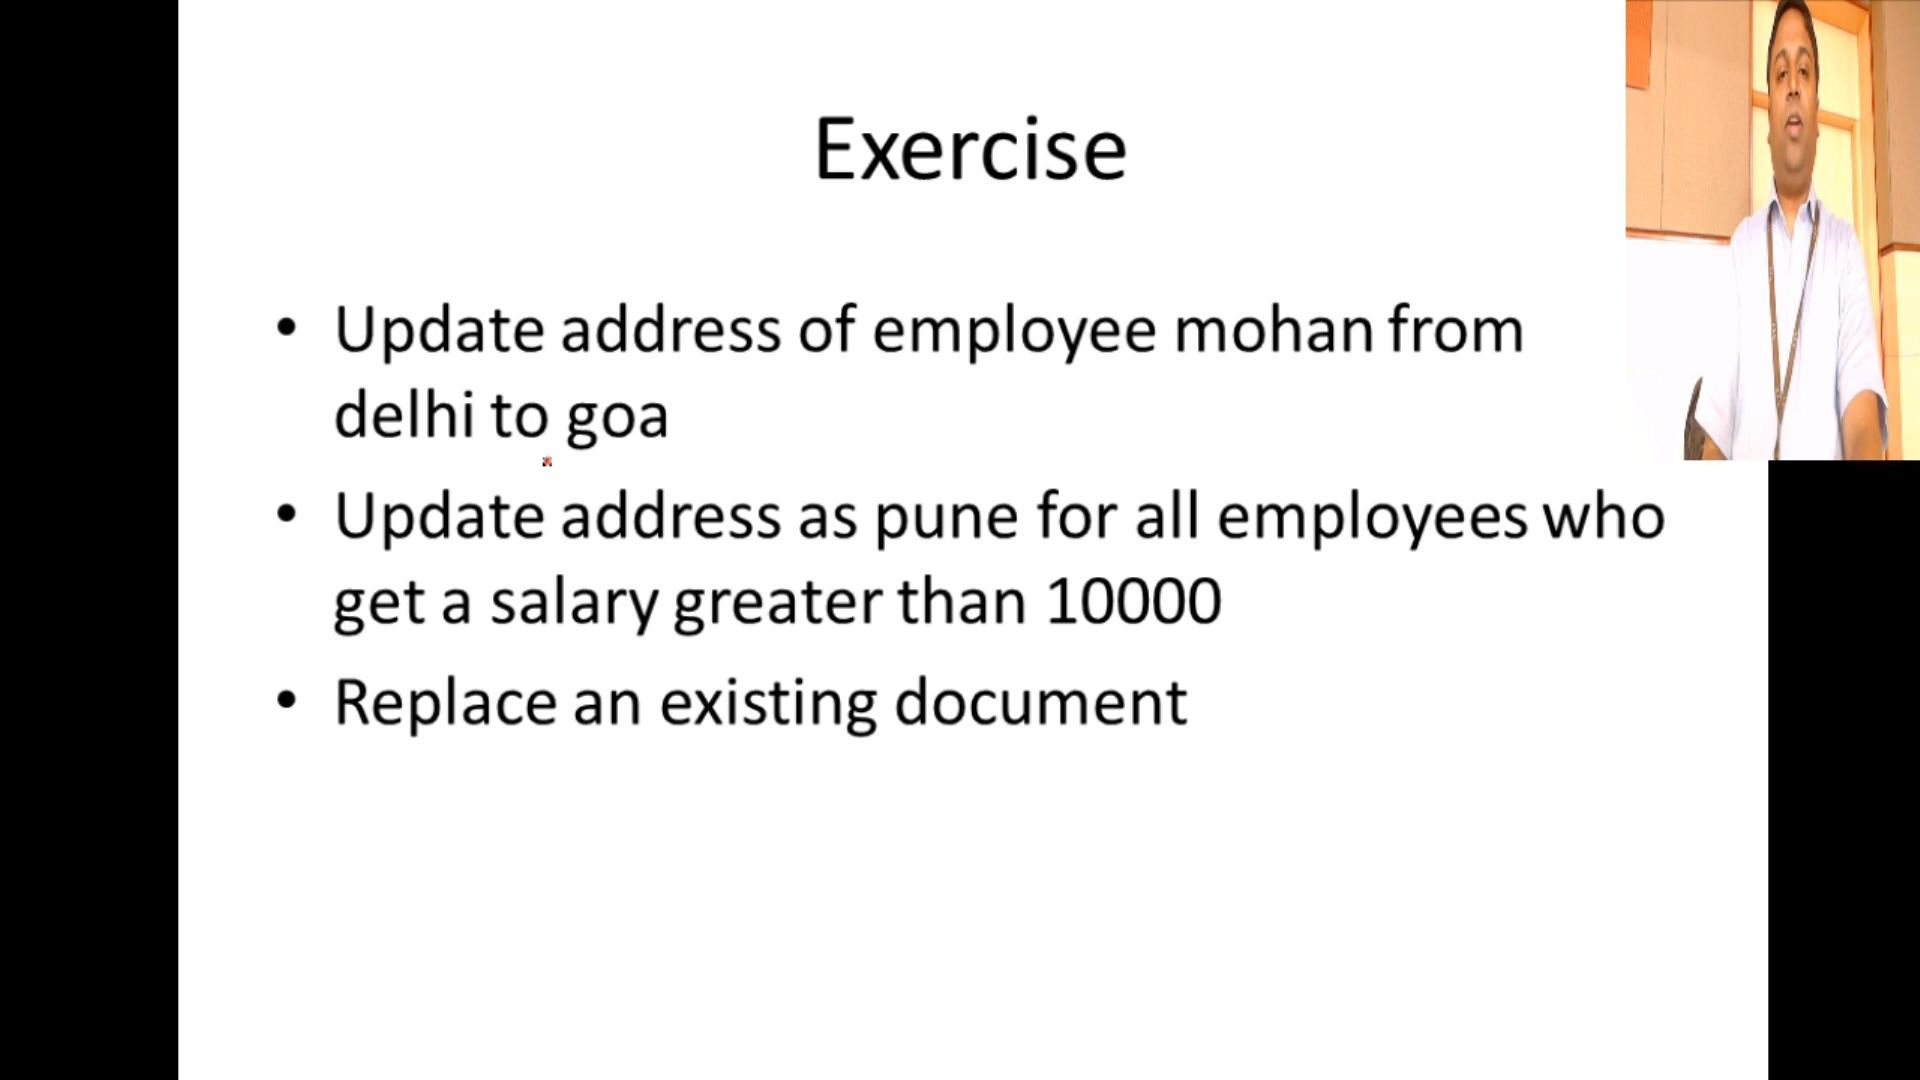 Exercise
• Update address of employee mohan from
delhi to goa
• Update address as pune for all employees who
get a salary greater than 10000
• Replace an existing document